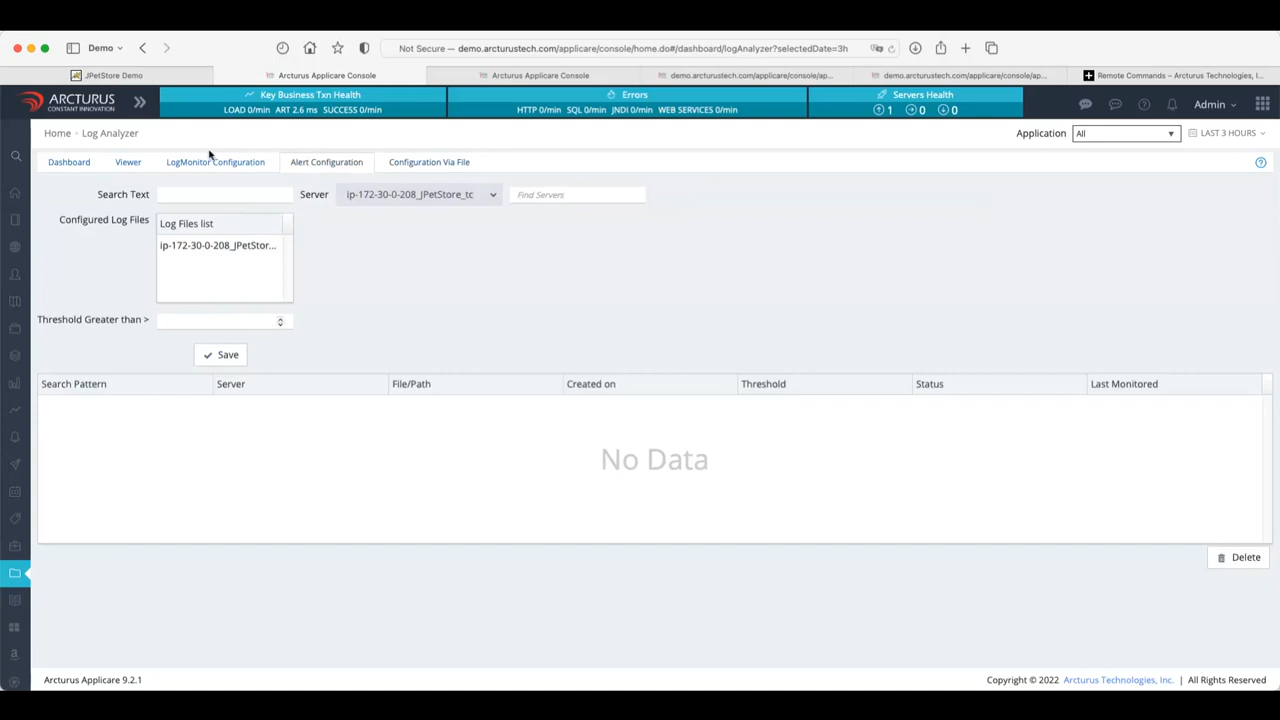 Demo
Not Secure — demo.arcturustech.com/applicare/console/home.do#/dashboard/logAnalyzer?selectedDate=3h
JPetStore Demo
Arcturus Applicare Console
Arcturus Applicare Console
demo.arcturustech.com/applicare/console/ap...
demo.arcturustech.com/applicare/console/ap...
Remote Commands – Arcturus Technologies, I...
ARCTURUS
CONSTANT INNOVATION
Key Business Txn Health
LOAD 0/min ART 2.6 ms SUCCESS 0/min
Errors
HTTP 0/min SQL 0/min JNDI 0/min WEB SERVICES 0/min
Servers Health
1 0 0
Admin
Home Log Analyzer
Application All LAST 3 HOURS
Dashboard Viewer LogMonitor Configuration Alert Configuration Configuration Via File
Search Text Server ip-172-30-0-208_JPetStore_tc Find Servers
Configured Log Files
Log Files list
ip-172-30-0-208_JPetStor...
Threshold Greater than >
Save
Search Pattern Server File/Path Created on Threshold Status Last Monitored
No Data
Delete
Arcturus Applicare 9.2.1
Copyright © 2022 Arcturus Technologies, Inc. | All Rights Reserved